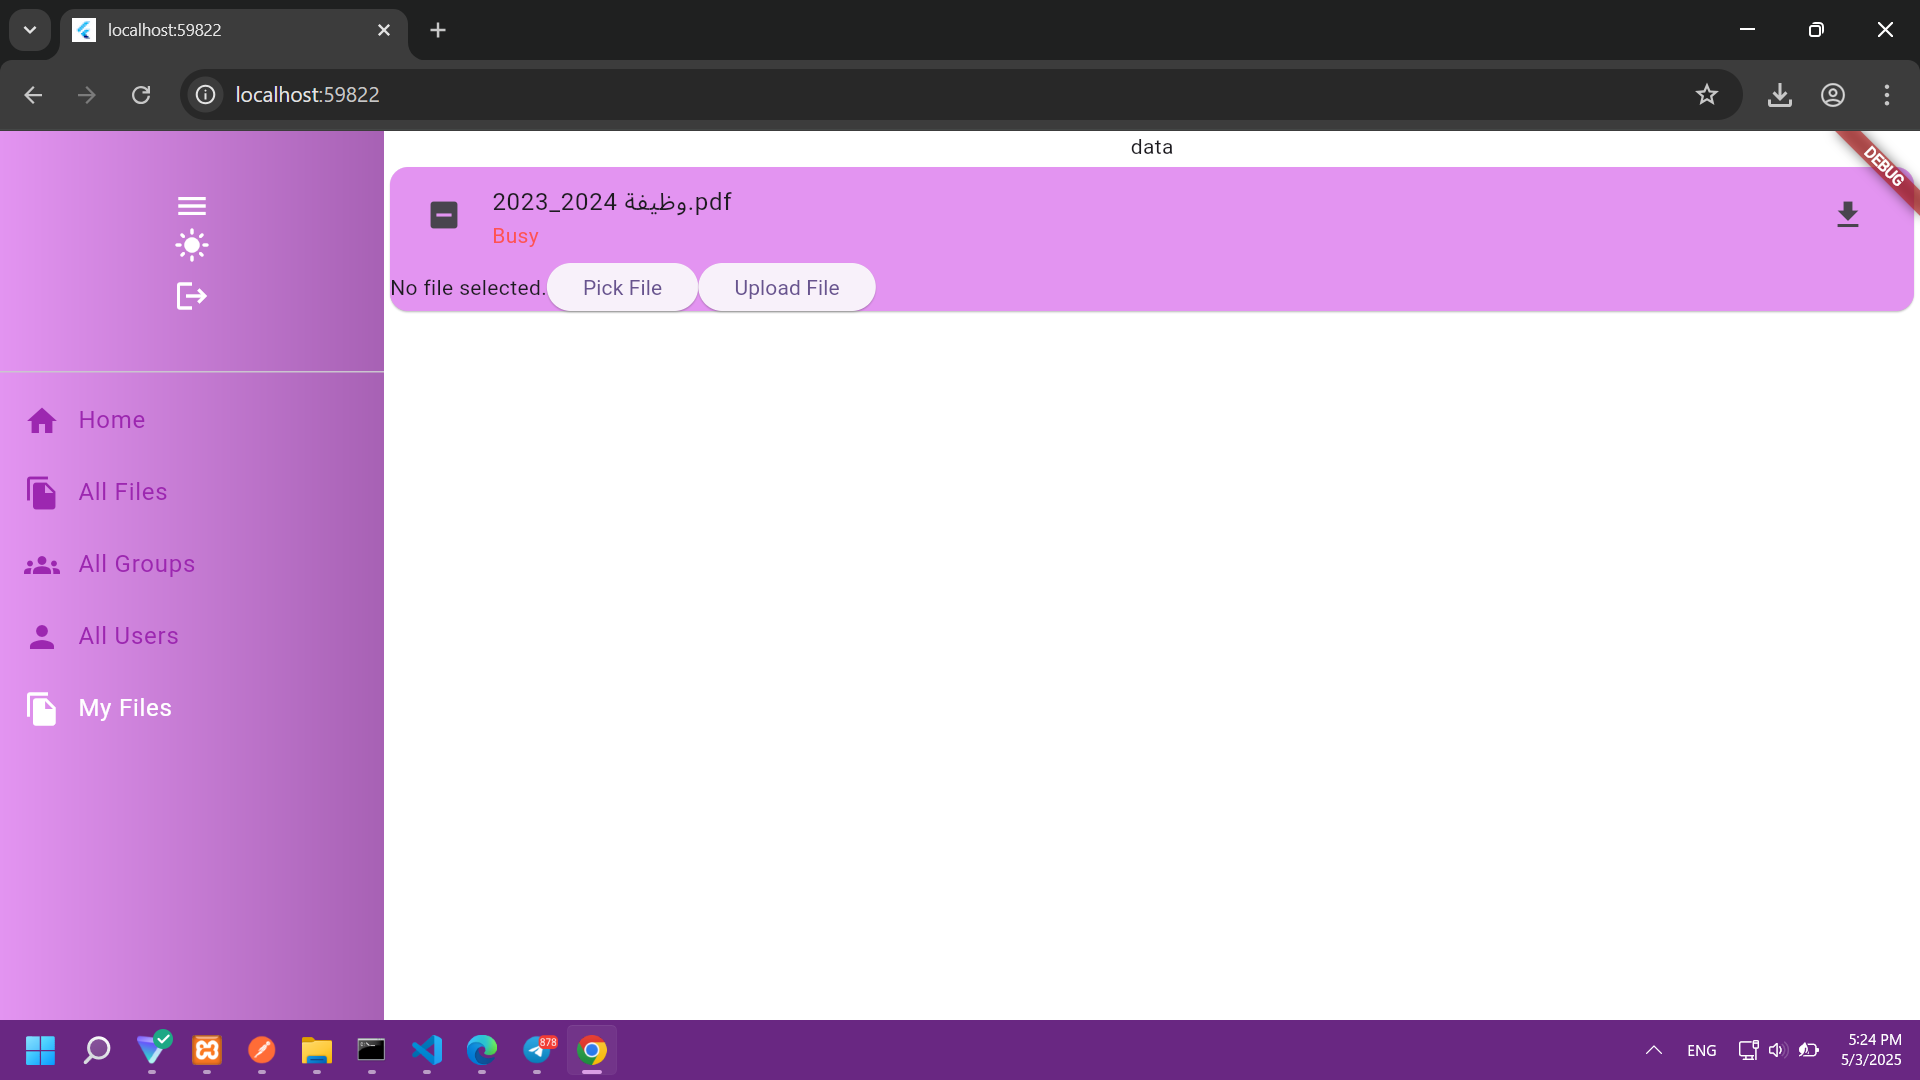 localhost:59822
localhost:59822
data
DEBUG
2023_2024 وظيفة.pdf
Busy
No file selected.
Pick File
Upload File
Home
All Files
All Groups
All Users
My Files
878
ENG
5:24 PM
5/3/2025